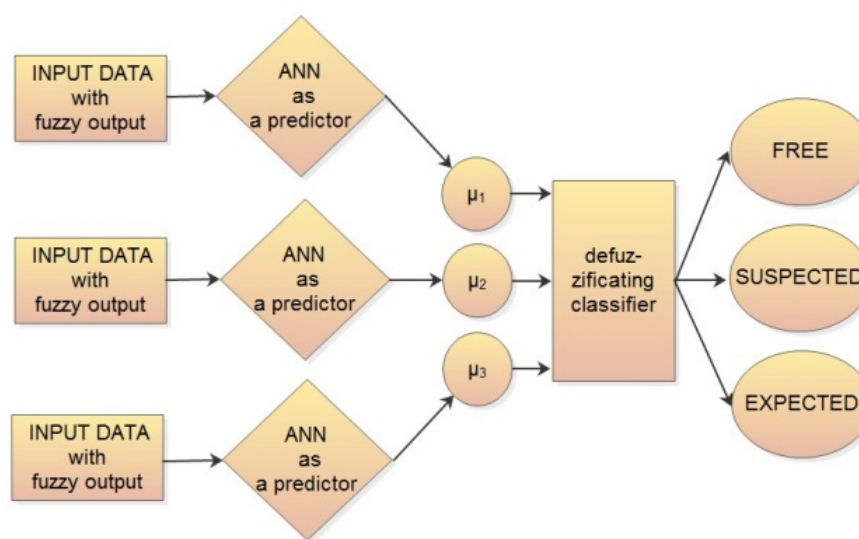 INPUT DATA
with
fuzzy output
ANN
as
a predictor
μ₁
INPUT DATA
with
fuzzy output
ANN
as
a predictor
μ₂
INPUT DATA
with
fuzzy output
ANN
as
a predictor
μ₃
defuz-
zificating
classifier
FREE
SUSPECTED
EXPECTED